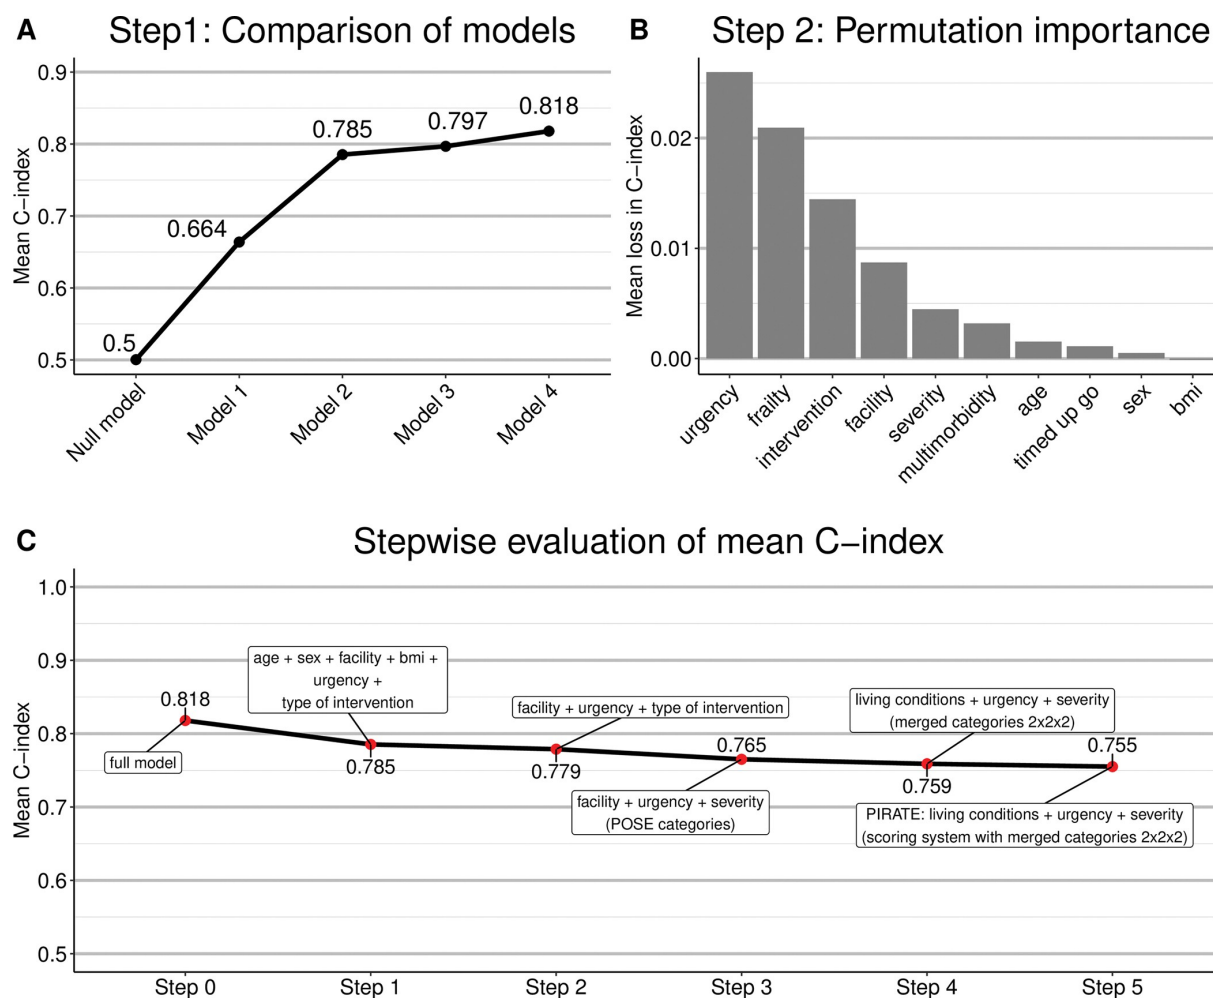 A
Step1: Comparison of models
Mean C−index
0.9
0.8
0.7
0.6
0.5
0.5
0.664
0.785
0.797
0.818
Null model
Model 1
Model 2
Model 3
Model 4
B
Step 2: Permutation importance
Mean loss in C−index
0.02
0.01
0.00
urgency
frailty
intervention
facility
severity
multimorbidity
age
timed up go
sex
bmi
C
Stepwise evaluation of mean C−index
Mean C−index
1.0
0.9
0.8
0.7
0.6
0.5
0.818
full model
age + sex + facility + bmi +
urgency +
type of intervention
0.785
facility + urgency + type of intervention
0.779
0.765
facility + urgency + severity
(POSE categories)
living conditions + urgency + severity
(merged categories 2x2x2)
0.759
0.755
PIRATE: living conditions + urgency + severity
(scoring system with merged categories 2x2x2)
Step 0
Step 1
Step 2
Step 3
Step 4
Step 5